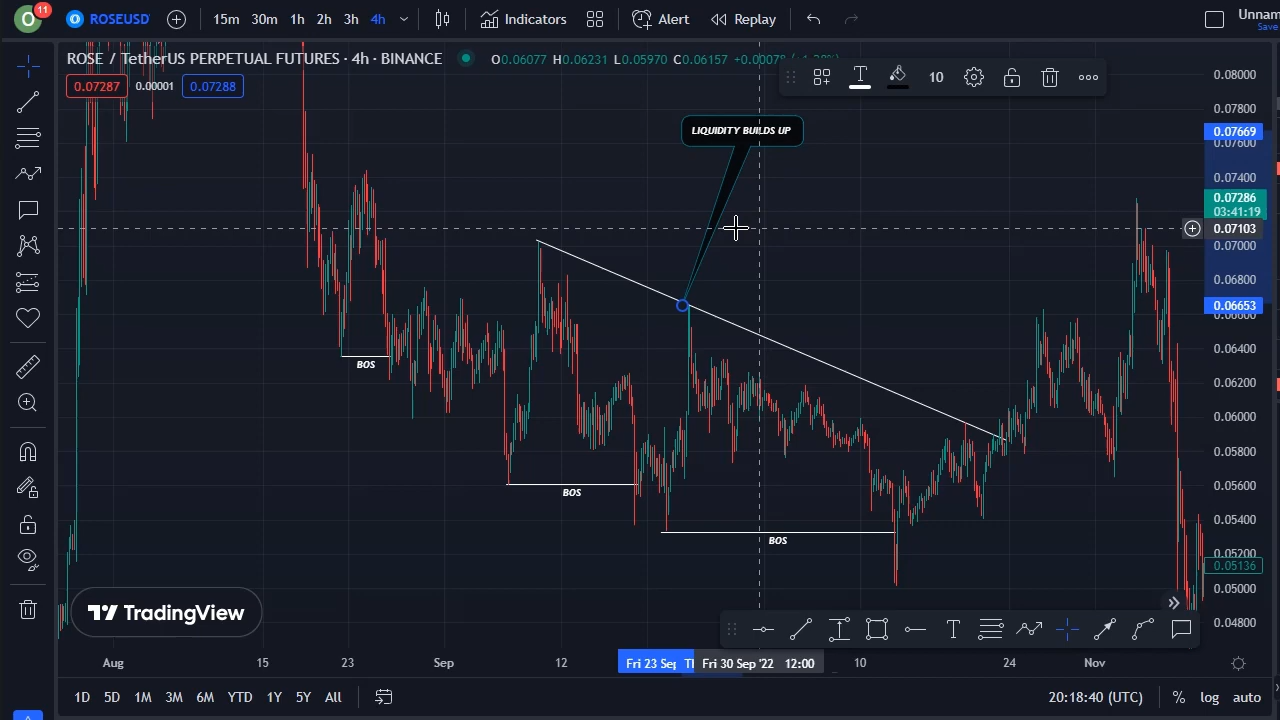 O
11
ROSEUSD
15m 30m 1h 2h 3h 4h
Indicators
Alert
Replay
Unnam
Save
ROSE / TetherUS PERPETUAL FUTURES · 4h · BINANCE
O0.06077 H0.06231 L0.05970 C0.06157
0.07287
0.00001
0.07288
10
LIQUIDITY BUILDS UP
BOS
BOS
BOS
0.08000
0.07800
0.07669
0.07600
0.07400
0.07286
03:41:19
0.07103
0.07000
0.06800
0.06653
0.06600
0.06400
0.06200
0.06000
0.05800
0.05600
0.05400
0.05200
0.05136
0.05000
0.04800
TradingView
Aug 15 23 Sep 12
Fri 23 Sep
Fri 30 Sep '22 12:00
10 24 Nov
1D 5D 1M 3M 6M YTD 1Y 5Y All
20:18:40 (UTC)
% log auto